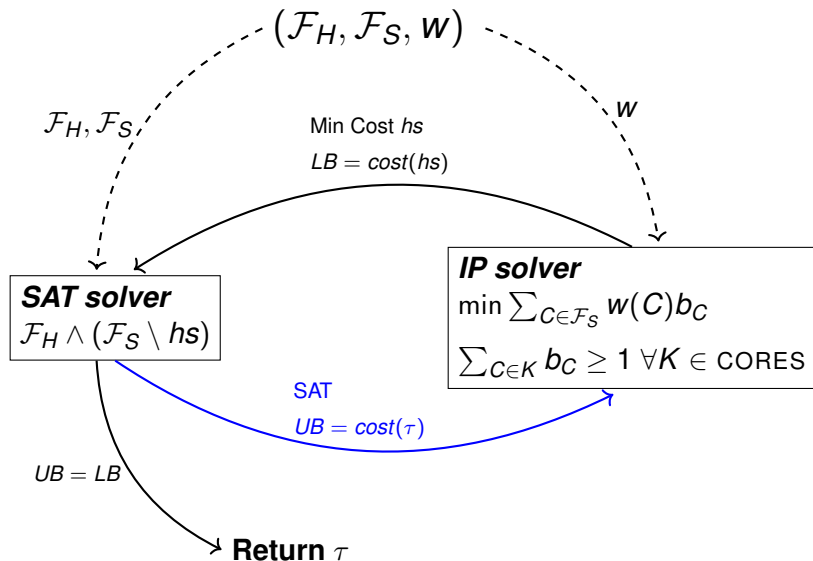 (𝓕_H, 𝓕_S, w)
𝓕_H, 𝓕_S
w
Min Cost hs
LB = cost(hs)
SAT solver
𝓕_H ∧ (𝓕_S \ hs)
IP solver
min ∑_{C∈𝓕_S} w(C)b_C
∑_{C∈K} b_C ≥ 1 ∀K ∈ CORES
SAT
UB = cost(τ)
UB = LB
Return τ